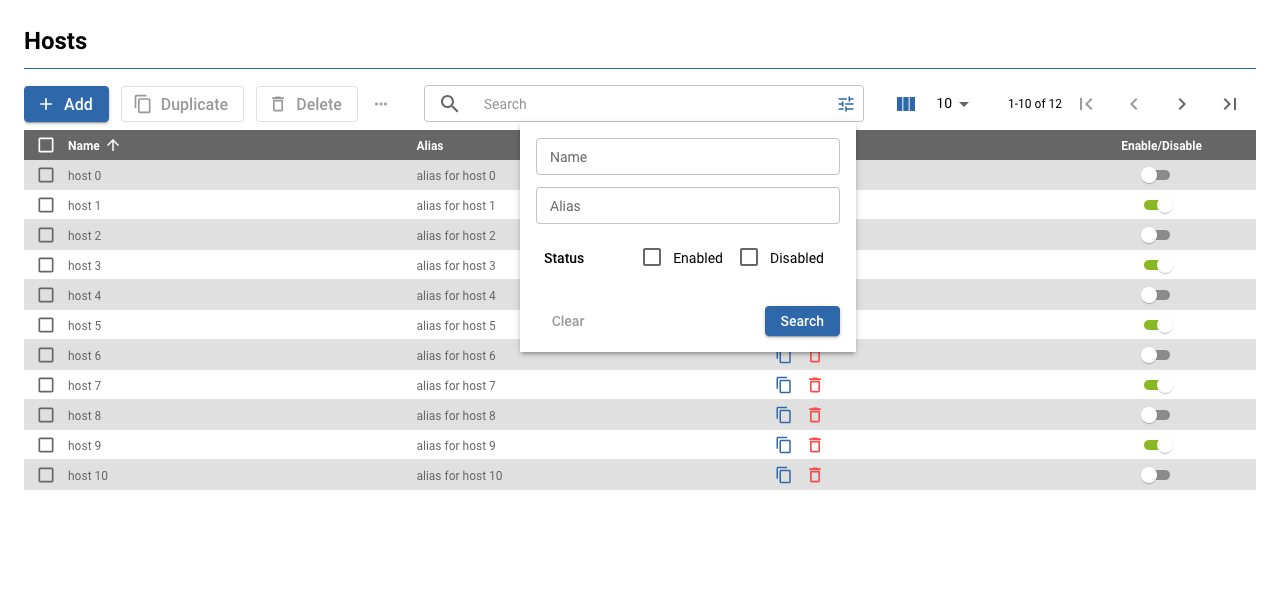 Hosts
Add Duplicate Delete Search 10 1-10 of 12
Name Alias Enable/Disable
Name
Alias
Status Enabled Disabled
Clear Search
host 0 alias for host 0
host 1 alias for host 1
host 2 alias for host 2
host 3 alias for host 3
host 4 alias for host 4
host 5 alias for host 5
host 6 alias for host 6
host 7 alias for host 7
host 8 alias for host 8
host 9 alias for host 9
host 10 alias for host 10